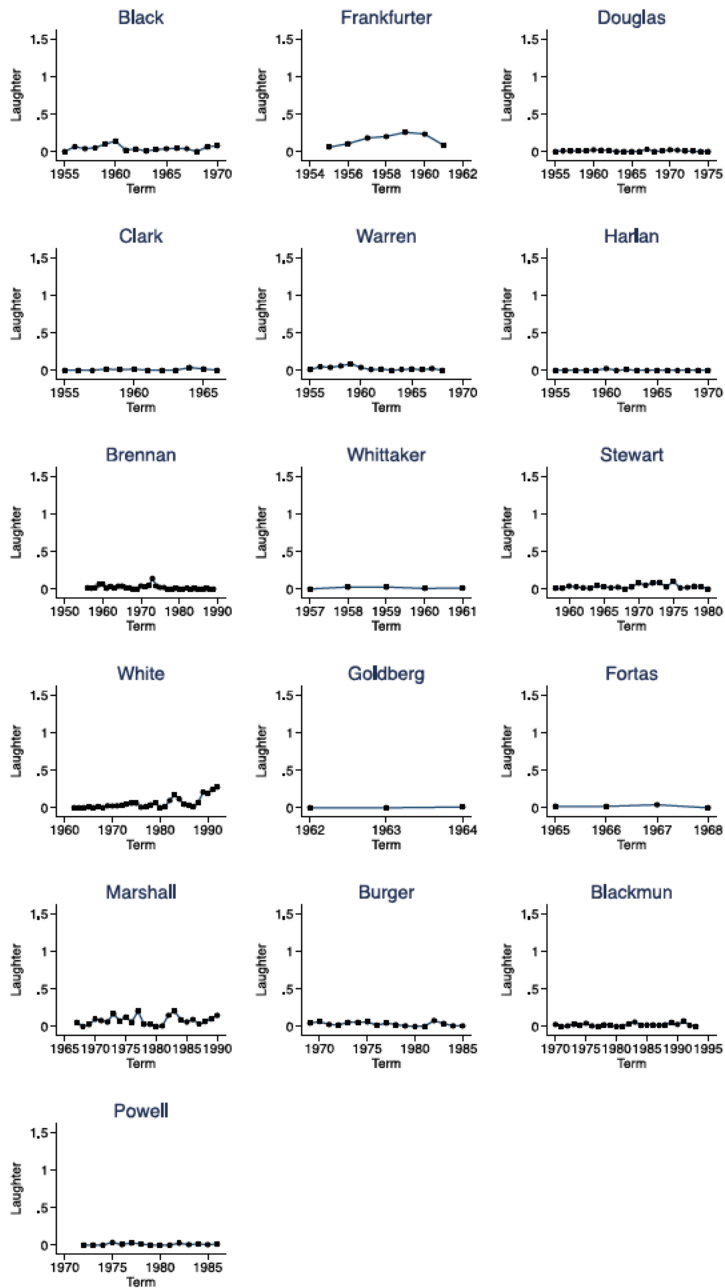 Black
Laughter
1.5
1
.5
0
1955 1960 1965 1970
Term
Frankfurter
Laughter
1.5
1
.5
0
1954 1956 1958 1960 1962
Term
Douglas
Laughter
1.5
1
.5
0
1955 1960 1965 1970 1975
Term
Clark
Laughter
1.5
1
.5
0
1955 1960 1965
Term
Warren
Laughter
1.5
1
.5
0
1955 1960 1965 1970
Term
Harlan
Laughter
1.5
1
.5
0
1955 1960 1965 1970
Term
Brennan
Laughter
1.5
1
.5
0
1950 1960 1970 1980 1990
Term
Whittaker
Laughter
1.5
1
.5
0
1957 1958 1959 1960 1961
Term
Stewart
Laughter
1.5
1
.5
0
1960 1965 1970 1975 1980
Term
White
Laughter
1.5
1
.5
0
1960 1970 1980 1990
Term
Goldberg
Laughter
1.5
1
.5
0
1962 1963 1964
Term
Fortas
Laughter
1.5
1
.5
0
1965 1966 1967 1968
Term
Marshall
Laughter
1.5
1
.5
0
1965 1970 1975 1980 1985 1990
Term
Burger
Laughter
1.5
1
.5
0
1970 1975 1980 1985
Term
Blackmun
Laughter
1.5
1
.5
0
1970 1975 1980 1985 1990 1995
Term
Powell
Laughter
1.5
1
.5
0
1970 1975 1980 1985
Term